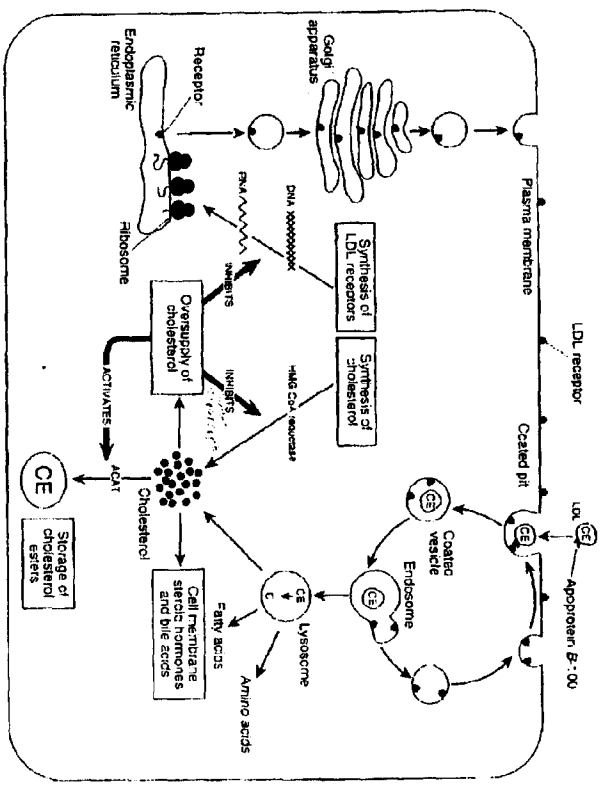 LDL
CE
Apoprotein B-100
LDL receptor
Plasma membrane
Coated pit
CE
Coated
vesicle
CE
Endosome
CE
Golgi
apparatus
Synthesis of
LDL receptors
Synthesis of
cholesterol
DNA XXXXXXXXXX
HMG CoA reductase
RNA
INHIBITS
INHIBITS
Lysosome
CE
C
Amino acids
Fatty acids
Receptor
Endoplasmic
reticulum
Ribosome
Oversupply of
cholesterol
Cholesterol
Cell membrane
steroid hormones
and bile acids
ACTIVATES
ACAT
CE
Storage of
cholesterol
esters